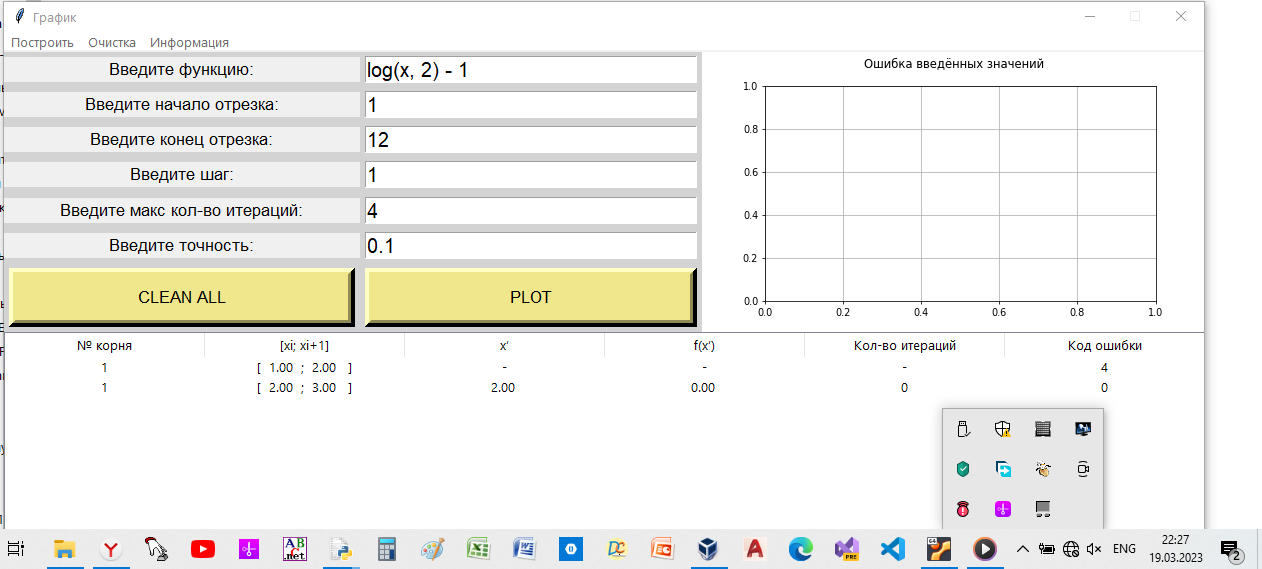 График
Построить Очистка Информация
Введите функцию: log(x, 2) - 1
Введите начало отрезка: 1
Введите конец отрезка: 12
Введите шаг: 1
Введите макс кол-во итераций: 4
Введите точность: 0.1
CLEAN ALL PLOT
Ошибка введённых значений
1.0
0.8
0.6
0.4
0.2
0.0
0.0 0.2 0.4 0.6 0.8 1.0
№ корня [xi; xi+1] x’ f(x’) Кол-во итераций Код ошибки
1 [ 1.00 ; 2.00 ] - - - 4
1 [ 2.00 ; 3.00 ] 2.00 0.00 0 0
ABC .net
PRE
64
ENG
22:27
19.03.2023
2